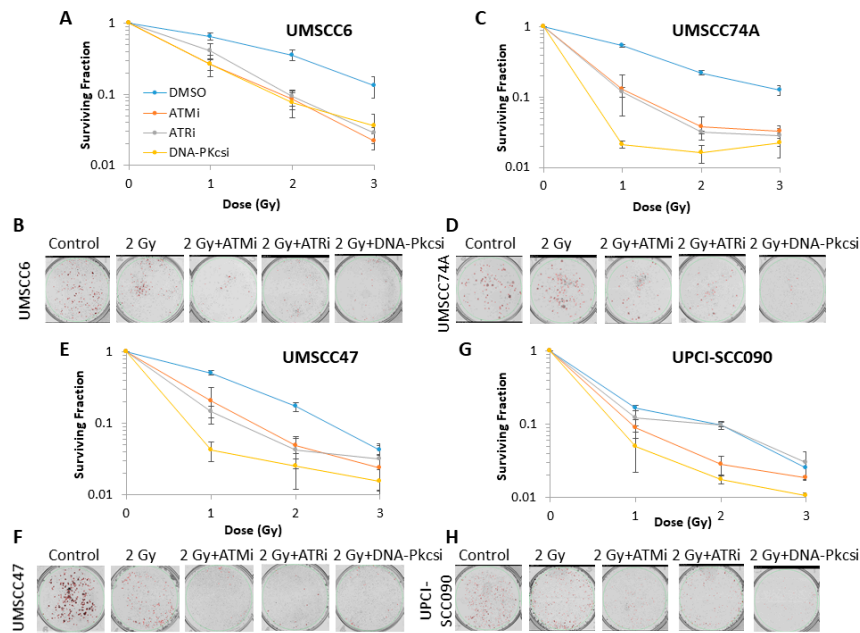 A
UMSCC6
1
0.1
0.01
Surviving Fraction
DMSO
ATMi
ATRi
DNA-PKcsi
0 1 2 3
Dose (Gy)
C
UMSCC74A
1
0.1
0.01
Surviving Fraction
0 1 2 3
Dose (Gy)
B
Control 2 Gy 2 Gy+ATMi 2 Gy+ATRi 2 Gy+DNA-Pkcsi
UMSCC6
D
Control 2 Gy 2 Gy+ATMi 2 Gy+ATRi 2 Gy+DNA-Pkcsi
UMSCC74A
E
UMSCC47
1
0.1
0.01
Surviving Fraction
0 1 2 3
Dose (Gy)
G
UPCI-SCC090
1
0.1
0.01
Surviving Fraction
0 1 2 3
Dose (Gy)
F
Control 2 Gy 2 Gy+ATMi 2 Gy+ATRi 2 Gy+DNA-Pkcsi
UMSCC47
H
Control 2 Gy 2 Gy+ATMi 2 Gy+ATRi 2 Gy+DNA-Pkcsi
UPCI-
SCC090